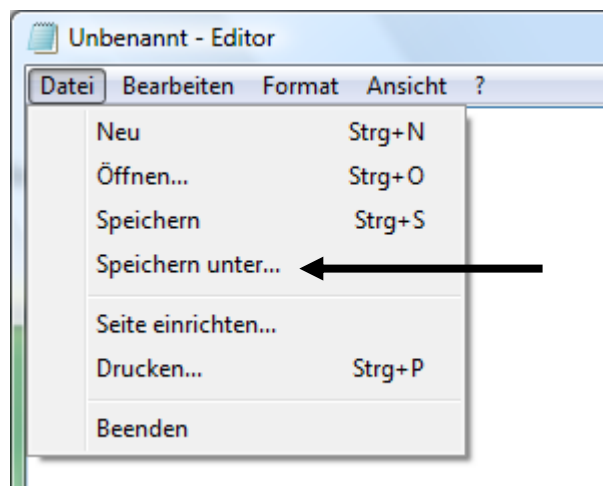 Unbenannt - Editor
Datei Bearbeiten Format Ansicht ?
Neu Strg+N
Öffnen... Strg+O
Speichern Strg+S
Speichern unter...
Seite einrichten...
Drucken... Strg+P
Beenden